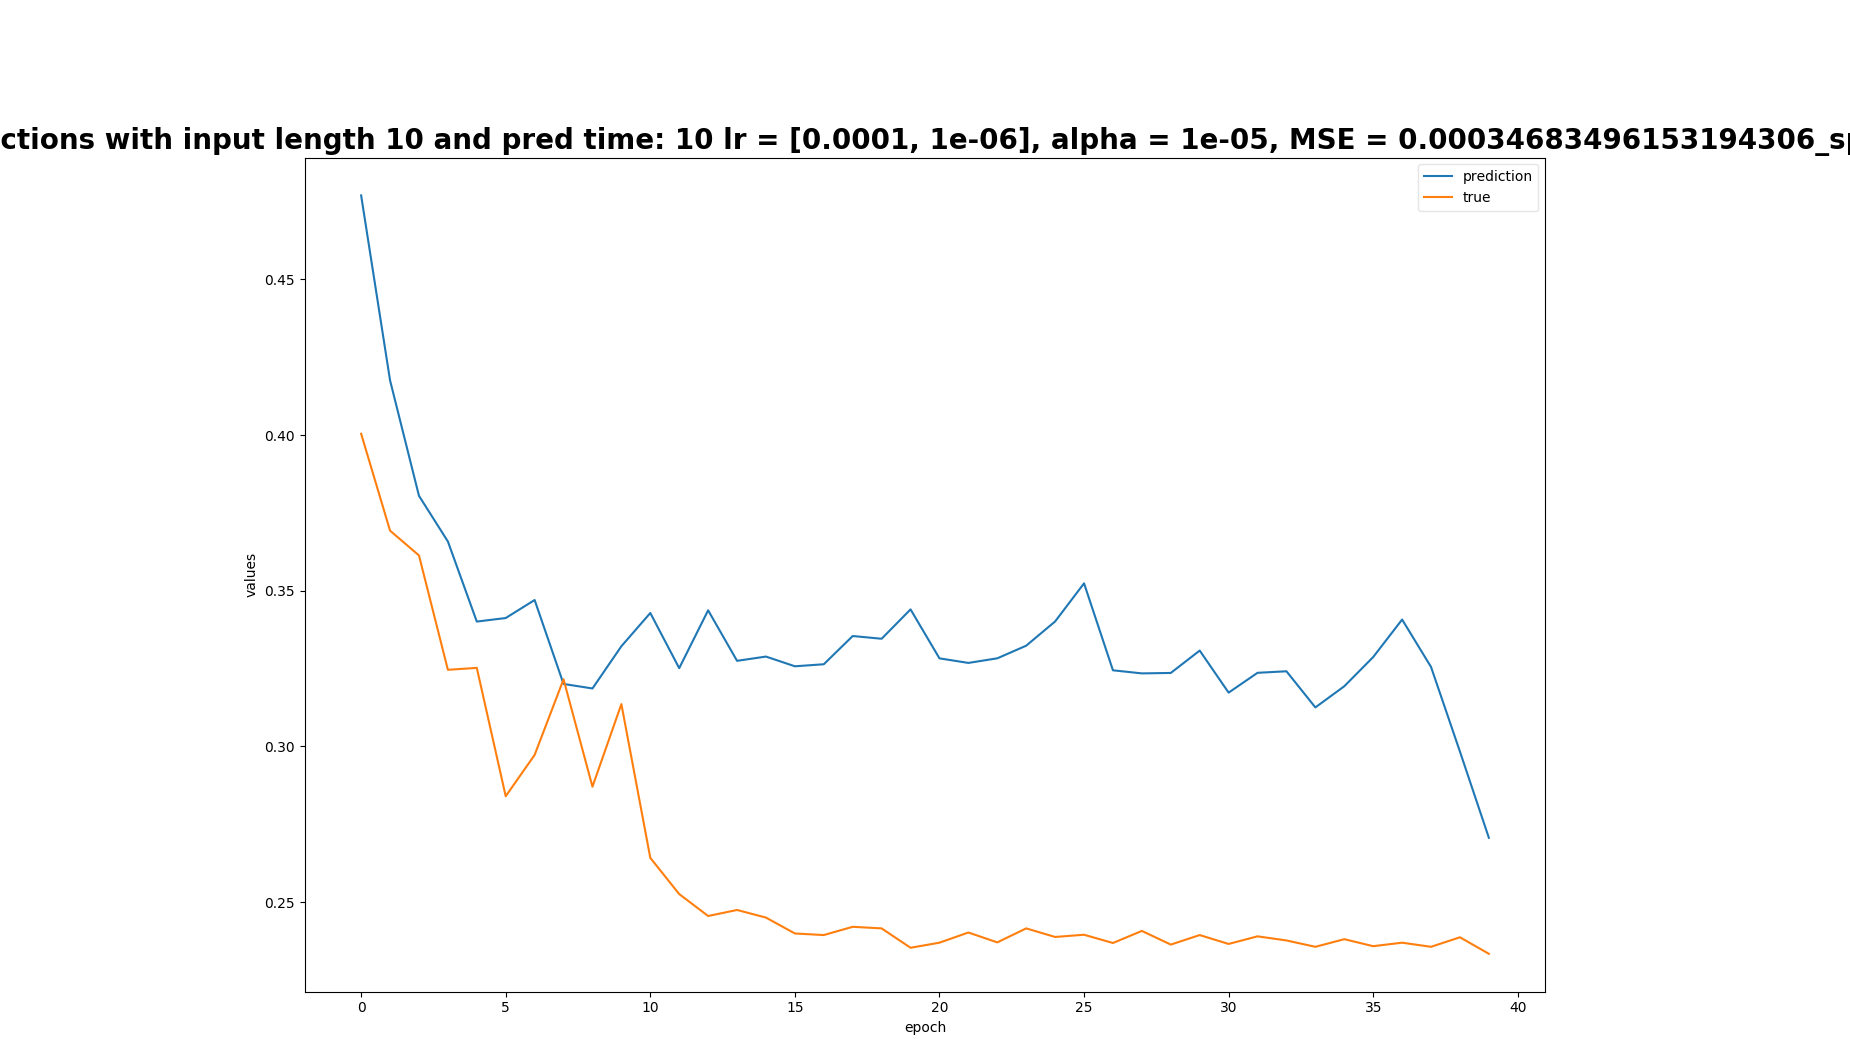 ctions with input length 10 and pred time: 10 lr = [0.0001, 1e-06], alpha = 1e-05, MSE = 0.00034683496153194306_sp
prediction
true
0.45
0.40
0.35
0.30
0.25
values
0 5 10 15 20 25 30 35 40
epoch